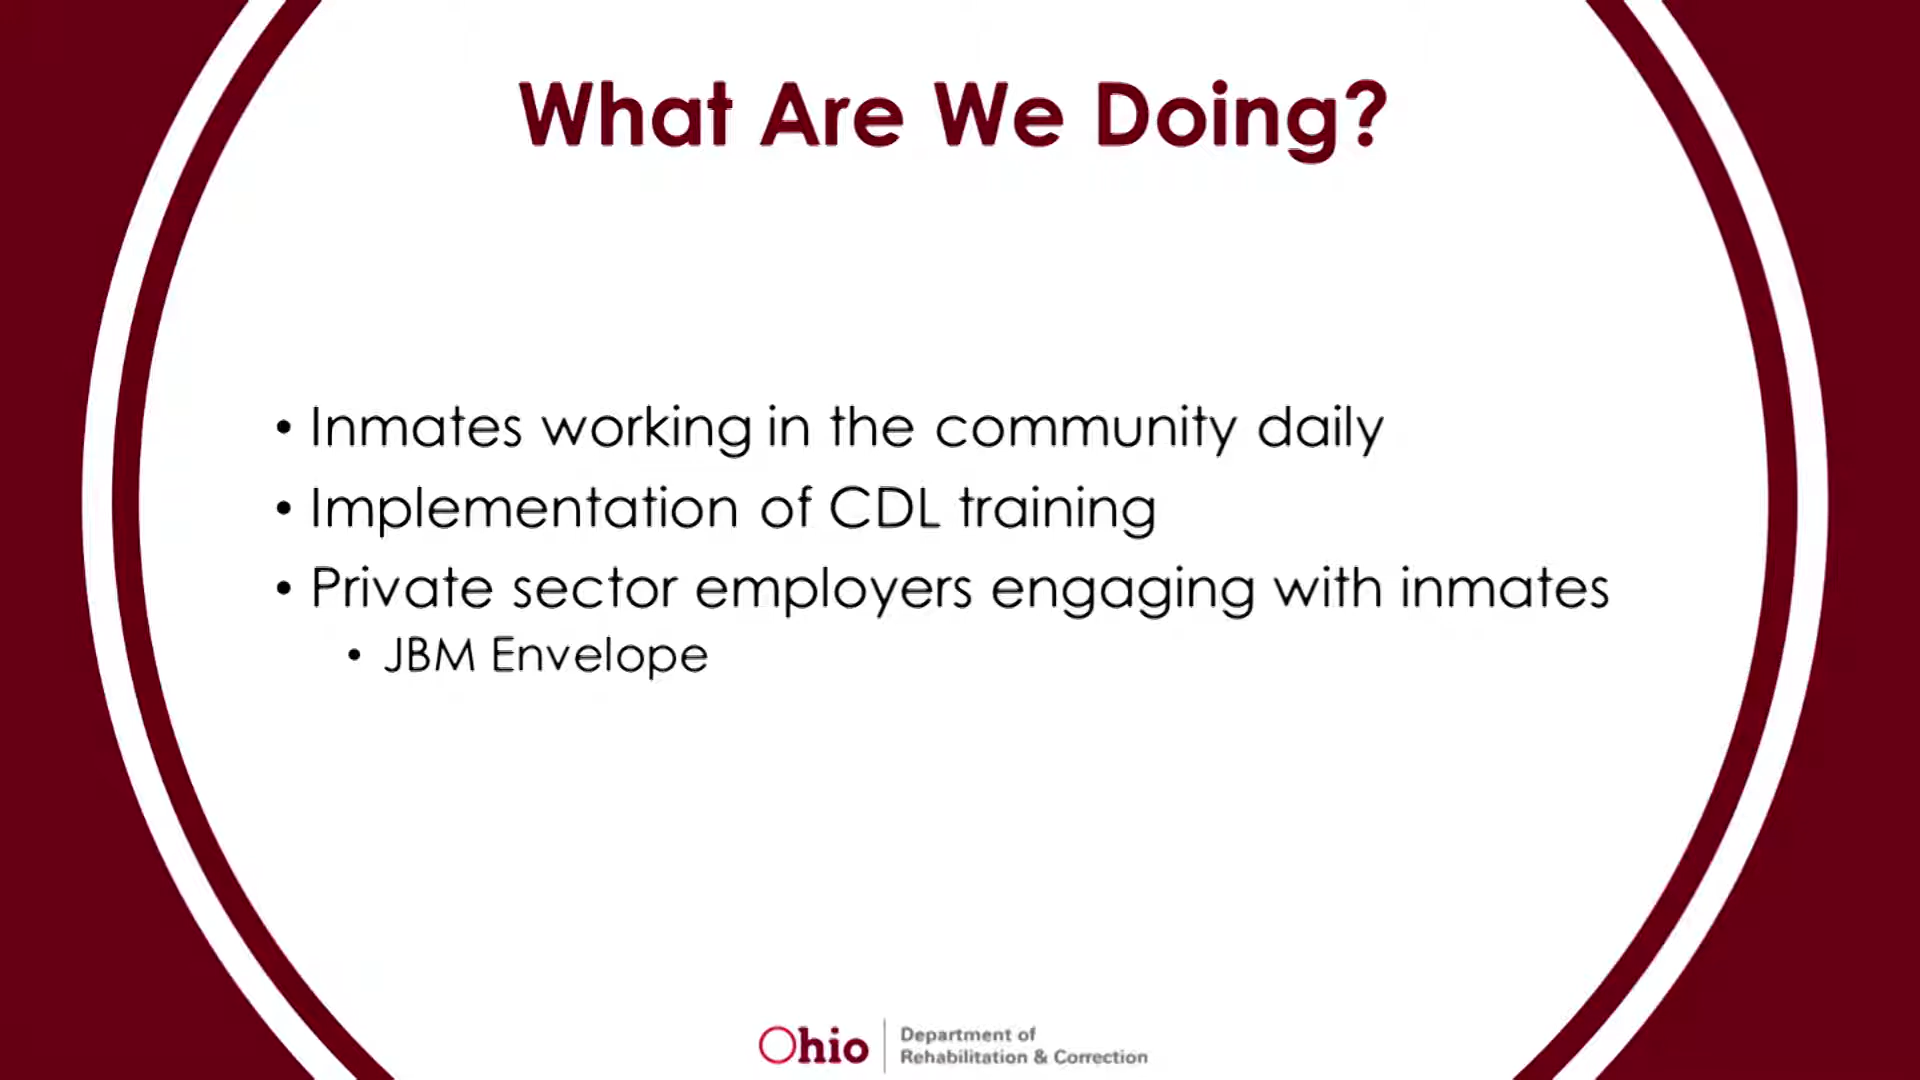 What Are We Doing?
• Inmates working in the community daily
• Implementation of CDL training
• Private sector employers engaging with inmates
• JBM Envelope
Ohio
Department of
Rehabilitation & Correction